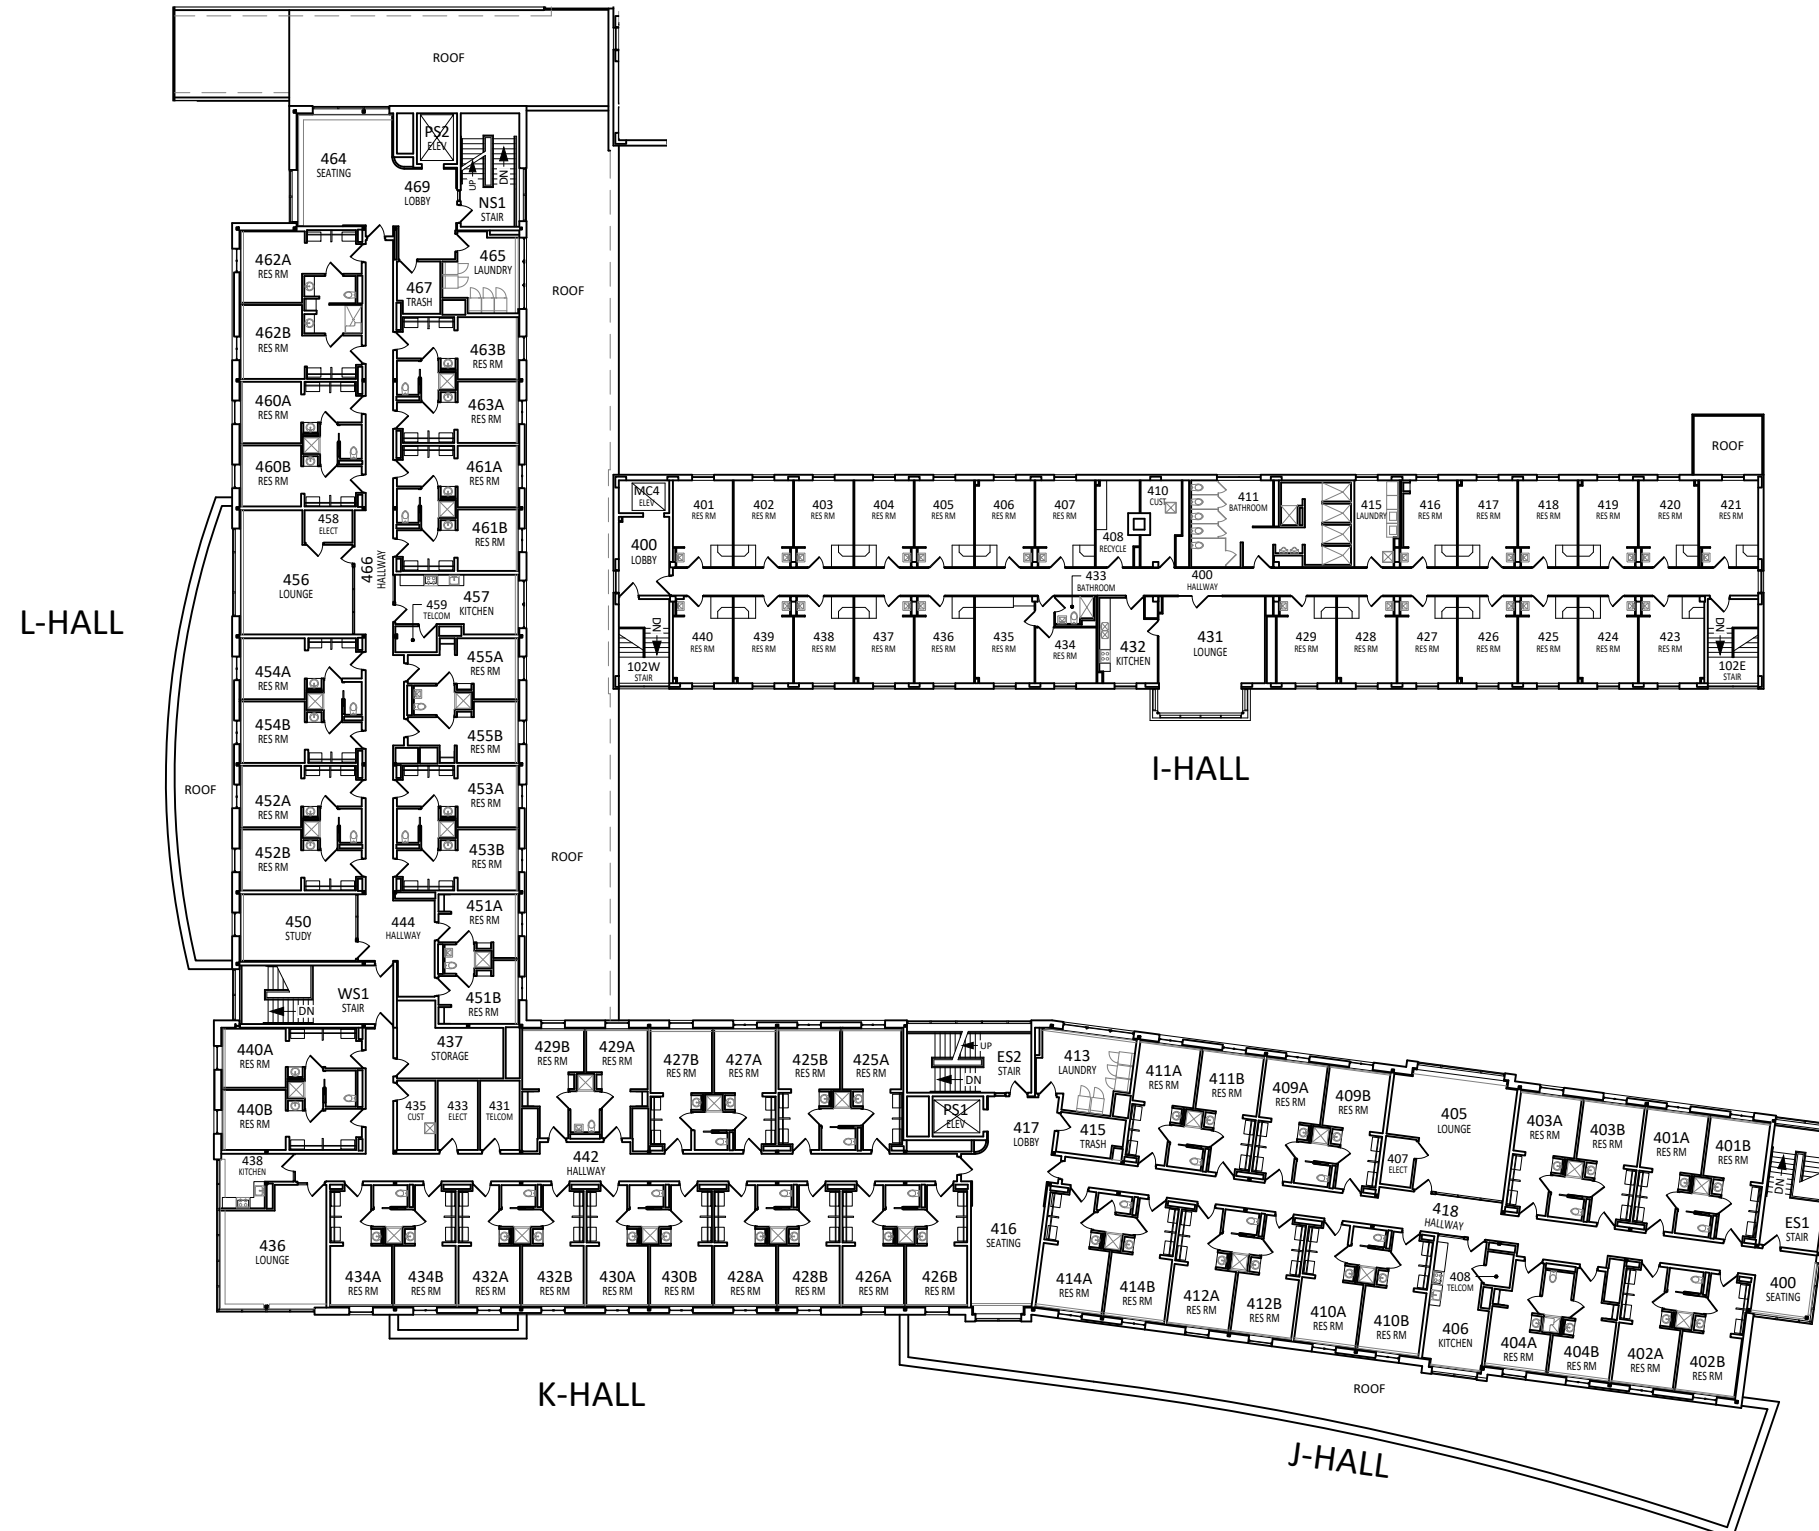 ROOF
464
SEATING
PS2
ELEV
469
LOBBY
UP
DN
NS1
STAIR
462A
RES RM
465
LAUNDRY
467
TRASH
ROOF
462B
RES RM
463B
RES RM
460A
RES RM
463A
RES RM
460B
RES RM
461A
RES RM
458
ELECT
461B
RES RM
466
HALLWAY
456
LOUNGE
457
KITCHEN
459
TELCOM
L-HALL
454A
RES RM
455A
RES RM
454B
RES RM
455B
RES RM
ROOF
452A
RES RM
453A
RES RM
452B
RES RM
453B
RES RM
ROOF
450
STUDY
444
HALLWAY
451A
RES RM
WS1
STAIR
DN
451B
RES RM
ROOF
MC4
ELEV
401
RES RM
402
RES RM
403
RES RM
404
RES RM
405
RES RM
406
RES RM
407
RES RM
408
RECYCLE
410
CUST
411
BATHROOM
415
LAUNDRY
416
RES RM
417
RES RM
418
RES RM
419
RES RM
420
RES RM
421
RES RM
400
LOBBY
433
BATHROOM
400
HALLWAY
DN
102W
STAIR
440
RES RM
439
RES RM
438
RES RM
437
RES RM
436
RES RM
435
RES RM
434
RES RM
432
KITCHEN
431
LOUNGE
429
RES RM
428
RES RM
427
RES RM
426
RES RM
425
RES RM
424
RES RM
423
RES RM
DN
102E
STAIR
I-HALL
440A
RES RM
440B
RES RM
437
STORAGE
435
CUST
433
ELECT
431
TELCOM
429B
RES RM
429A
RES RM
427B
RES RM
427A
RES RM
425B
RES RM
425A
RES RM
UP
DN
ES2
STAIR
PS1
ELEV
438
KITCHEN
442
HALLWAY
436
LOUNGE
434A
RES RM
434B
RES RM
432A
RES RM
432B
RES RM
430A
RES RM
430B
RES RM
428A
RES RM
428B
RES RM
426A
RES RM
426B
RES RM
K-HALL
413
LAUNDRY
417
LOBBY
415
TRASH
416
SEATING
411A
RES RM
411B
RES RM
409A
RES RM
409B
RES RM
405
LOUNGE
407
ELECT
403A
RES RM
403B
RES RM
401A
RES RM
401B
RES RM
DN
ES1
STAIR
418
HALLWAY
400
SEATING
414A
RES RM
414B
RES RM
412A
RES RM
412B
RES RM
410A
RES RM
410B
RES RM
408
TELCOM
406
KITCHEN
404A
RES RM
404B
RES RM
402A
RES RM
402B
RES RM
ROOF
J-HALL